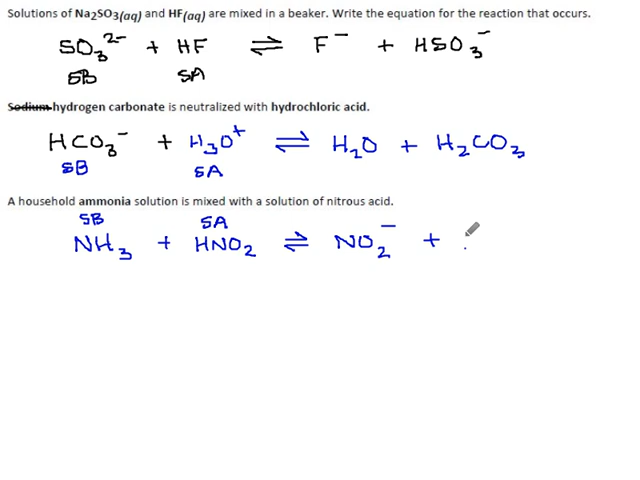 Solutions of Na₂SO₃(aq) and HF(aq) are mixed in a beaker. Write the equation for the reaction that occurs.
SO₃²⁻ + HF ⇌ F⁻ + HSO₃⁻
SB SA
Sodium hydrogen carbonate is neutralized with hydrochloric acid.
HCO₃⁻ + H₃O⁺ ⇌ H₂O + H₂CO₃
SB SA
A household ammonia solution is mixed with a solution of nitrous acid.
SB SA
NH₃ + HNO₂ ⇌ NO₂⁻ +